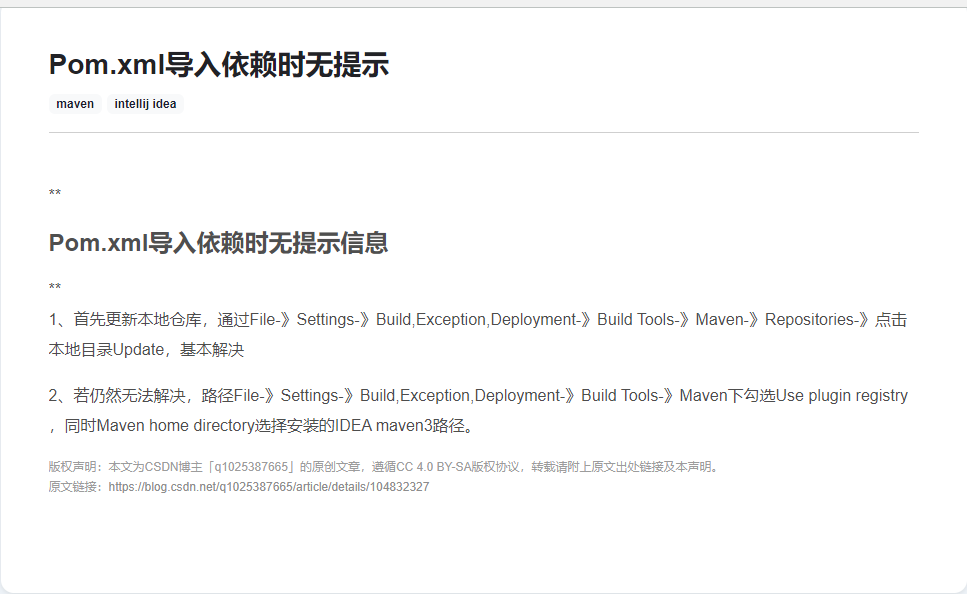 Pom.xml导入依赖时无提示
maven intellij idea
**
Pom.xml导入依赖时无提示信息
**
1、首先更新本地仓库，通过File-》Settings-》Build,Exception,Deployment-》Build Tools-》Maven-》Repositories-》点击
本地目录Update，基本解决
2、若仍然无法解决，路径File-》Settings-》Build,Exception,Deployment-》Build Tools-》Maven下勾选Use plugin registry
，同时Maven home directory选择安装的IDEA maven3路径。
版权声明：本文为CSDN博主「q1025387665」的原创文章，遵循CC 4.0 BY-SA版权协议，转载请附上原文出处链接及本声明。
原文链接：https://blog.csdn.net/q1025387665/article/details/104832327